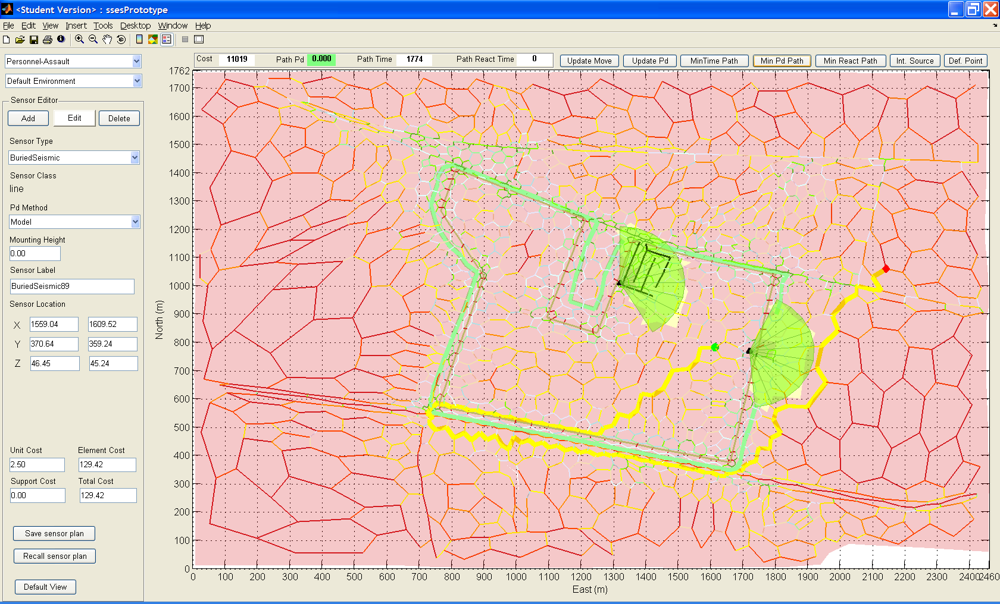 <Student Version> : ssesPrototype
File Edit View Insert Tools Desktop Window Help
Personnel-Assault
Default Environment
Sensor Editor
Add Edit Delete
Sensor Type
BuriedSeismic
Sensor Class
line
Pd Method
Model
Mounting Height
0.00
Sensor Label
BuriedSeismic89
Sensor Location
X 1559.04 1609.52
Y 370.64 359.24
Z 46.45 45.24
Unit Cost Element Cost
2.50 129.42
Support Cost Total Cost
0.00 129.42
Save sensor plan
Recall sensor plan
Default View
Cost 11019 Path Pd 0.000 Path Time 1774 Path React Time 0
Update Move Update Pd MinTime Path Min Pd Path Min React Path Int. Source Def. Point
1762
1700
1600
1500
1400
1300
1200
1100
1000
900
800
700
600
500
400
300
200
100
0
North (m)
0 100 200 300 400 500 600 700 800 900 1000 1100 1200 1300 1400 1500 1600 1700 1800 1900 2000 2100 2200 2300 2400 2460
East (m)